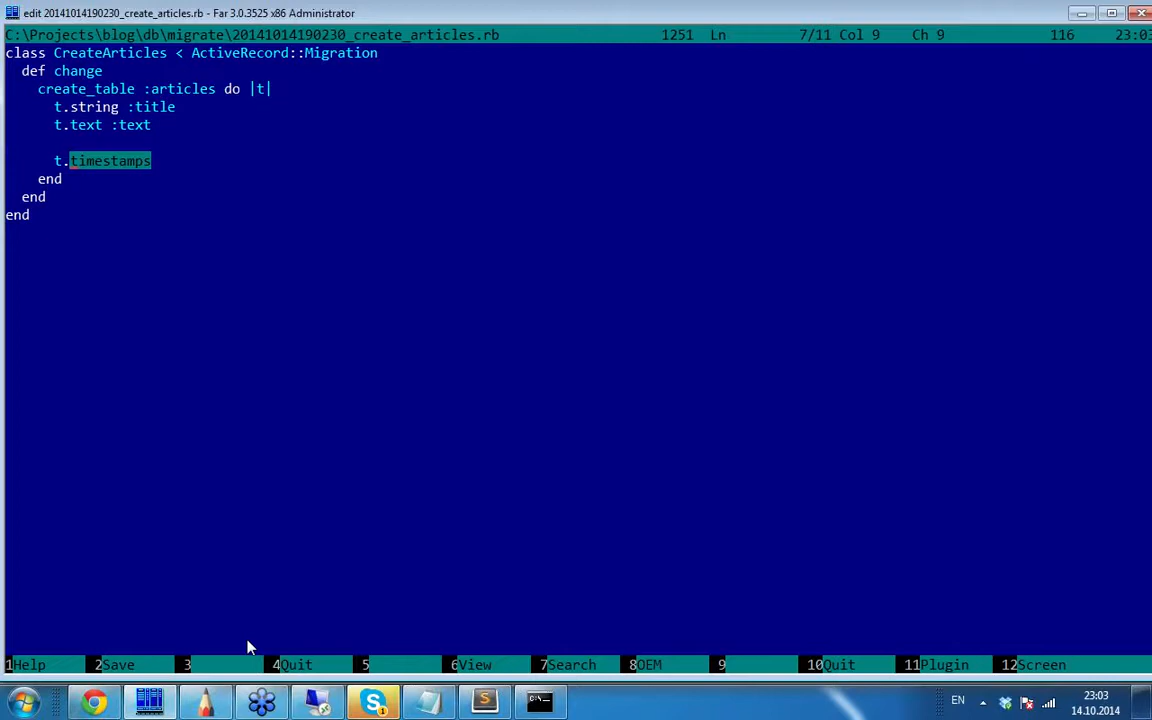 edit 20141014190230_create_articles.rb - Far 3.0.3525 x86 Administrator
C:\Projects\blog\db\migrate\20141014190230_create_articles.rb 1251 Ln 7/11 Col 9 Ch 9 116 23:03
class CreateArticles < ActiveRecord::Migration
  def change
    create_table :articles do |t|
      t.string :title
      t.text :text
      t.timestamps
    end
  end
end
1Help 2Save 3 4Quit 5 6View 7Search 8OEM 9 10Quit 11Plugin 12Screen
EN 23:03
14.10.2014